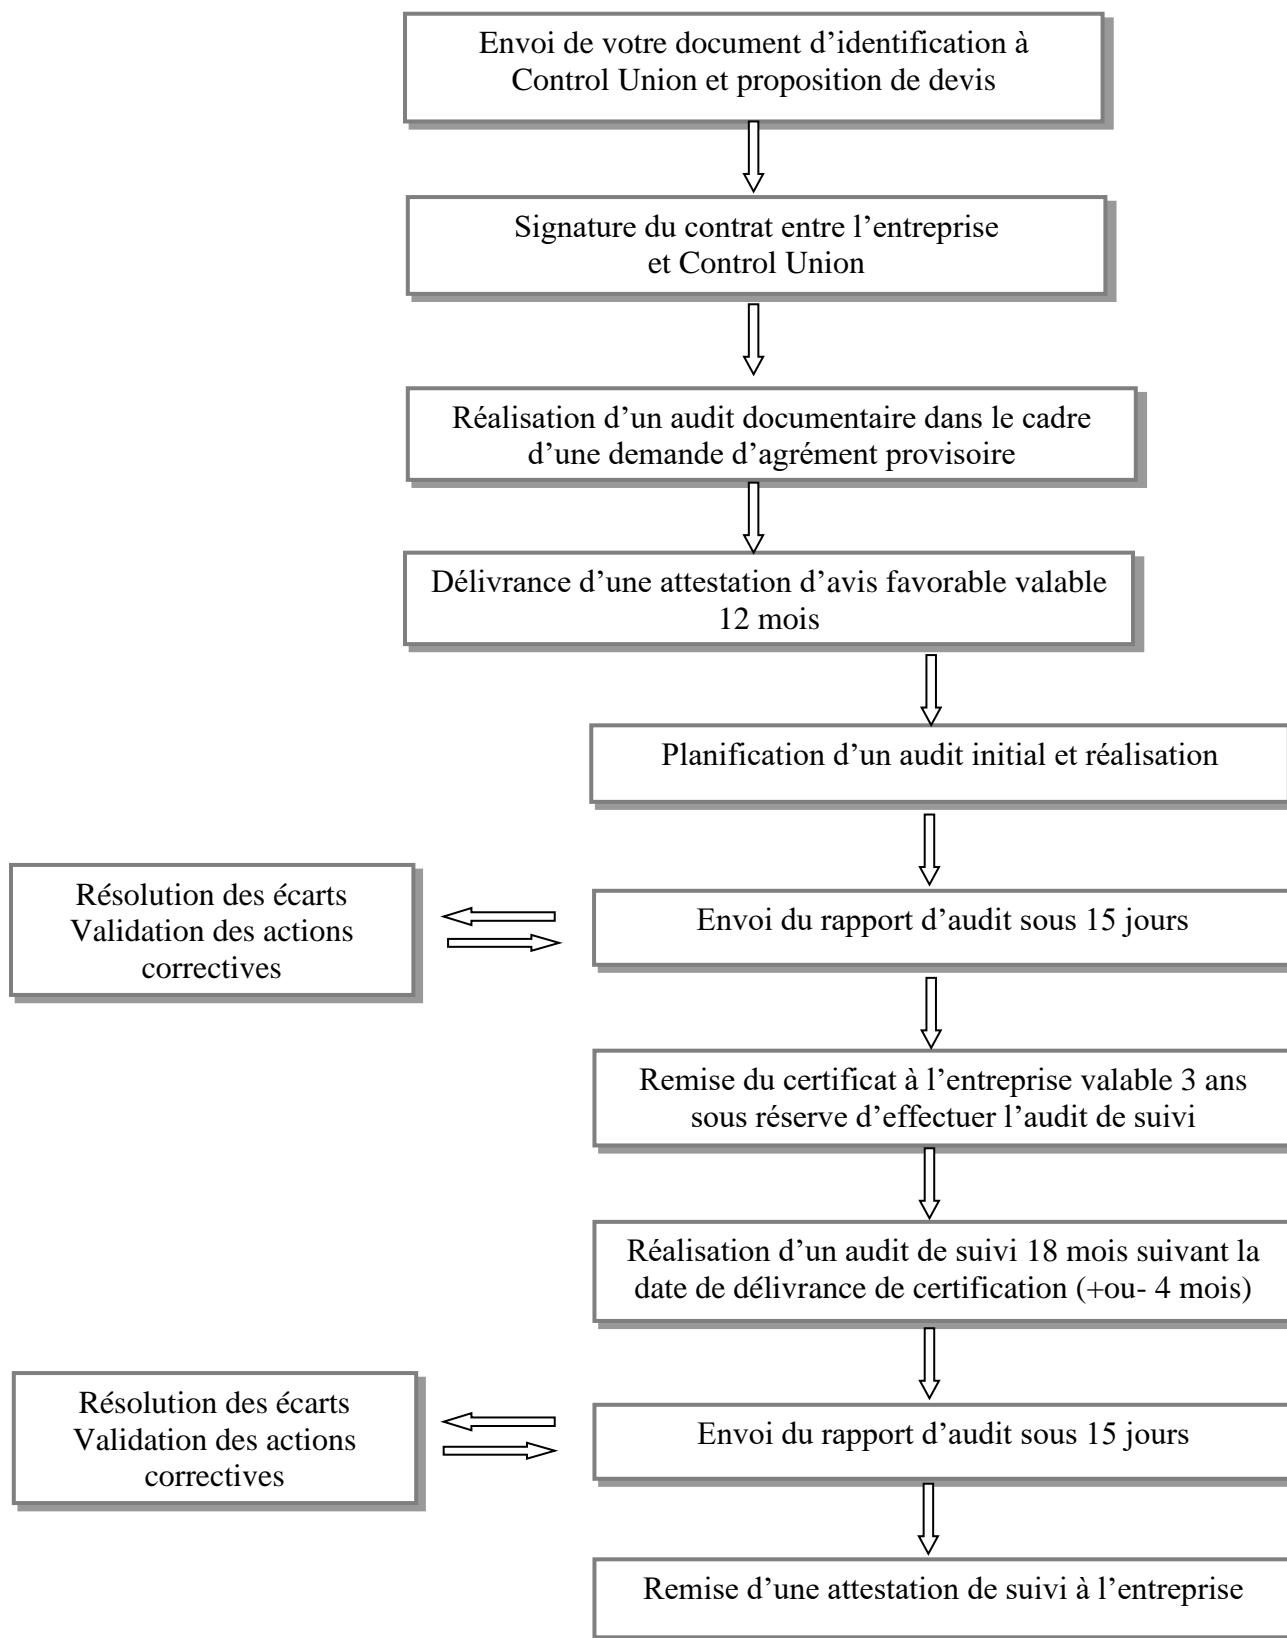 Envoi de votre document d’identification à
Control Union et proposition de devis
Signature du contrat entre l’entreprise
et Control Union
Réalisation d’un audit documentaire dans le cadre
d’une demande d’agrément provisoire
Délivrance d’une attestation d’avis favorable valable
12 mois
Planification d’un audit initial et réalisation
Résolution des écarts
Validation des actions
correctives
Envoi du rapport d’audit sous 15 jours
Remise du certificat à l’entreprise valable 3 ans
sous réserve d’effectuer l’audit de suivi
Réalisation d’un audit de suivi 18 mois suivant la
date de délivrance de certification (+ou- 4 mois)
Résolution des écarts
Validation des actions
correctives
Envoi du rapport d’audit sous 15 jours
Remise d’une attestation de suivi à l’entreprise